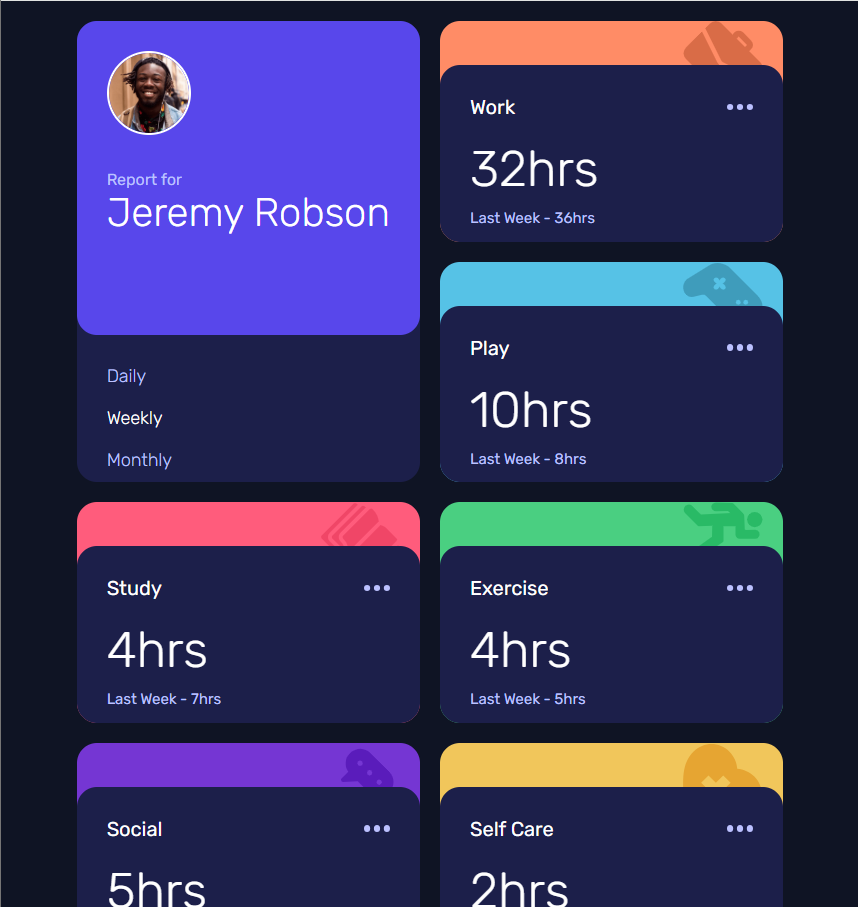 Report for
Jeremy Robson
Daily
Weekly
Monthly
Work
32hrs
Last Week - 36hrs
Play
10hrs
Last Week - 8hrs
Study
4hrs
Last Week - 7hrs
Exercise
4hrs
Last Week - 5hrs
Social
5hrs
Self Care
2hrs